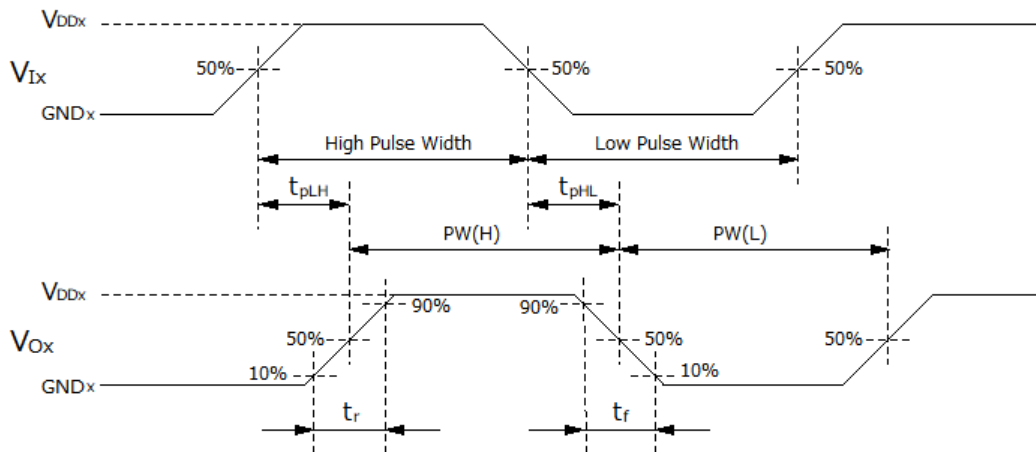 VDDx
VIx
50%
50%
50%
GNDx
High Pulse Width
Low Pulse Width
tpLH
tpHL
PW(H)
PW(L)
VDDx
90%
90%
VOx
50%
50%
50%
10%
10%
GNDx
tr
tf